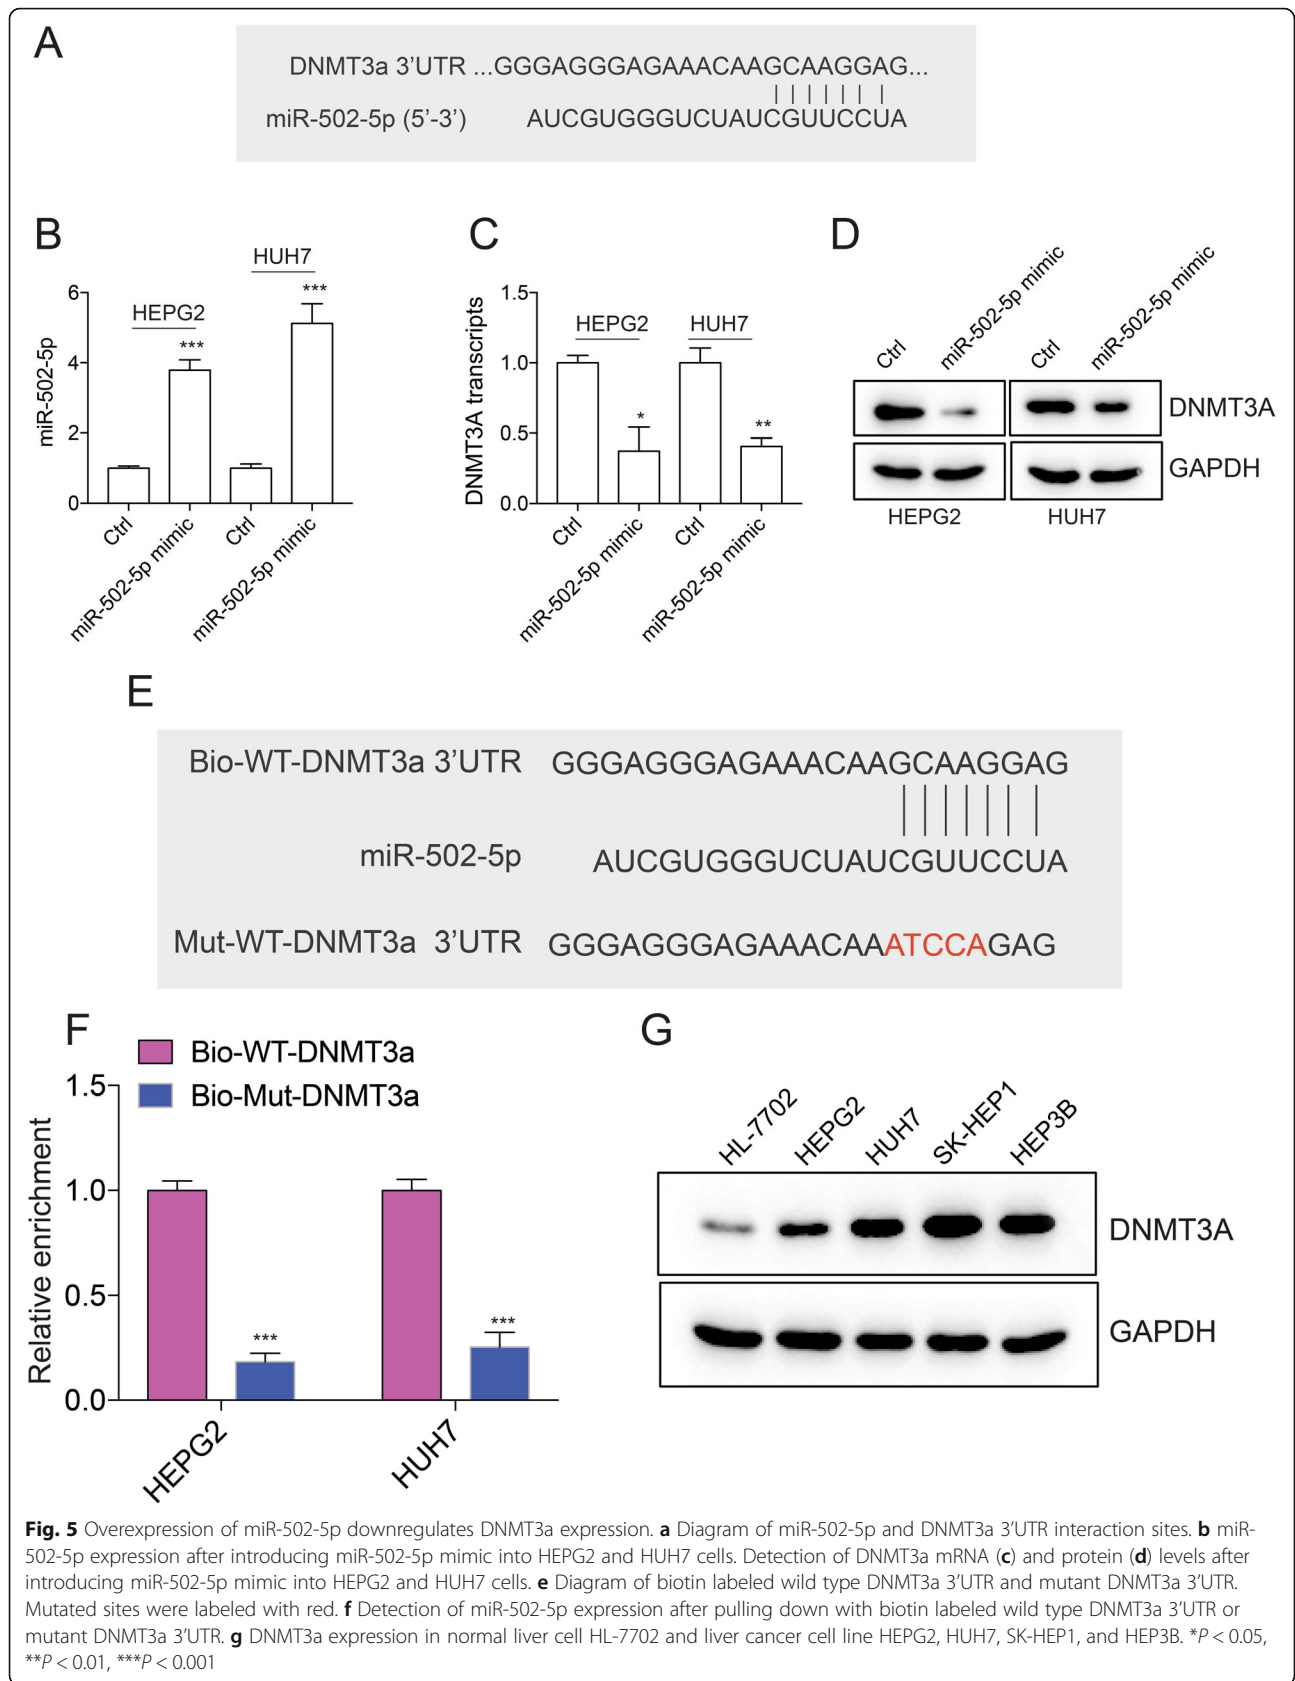 A
DNMT3a 3’UTR ...GGGAGGGAGAAACAAGCAAGGAG...
miR-502-5p (5’-3’) AUCGUGGGUCUAUCGUUCCUA
B
miR-502-5p
6
4
2
0
HEPG2
HUH7
***
***
Ctrl
miR-502-5p mimic
Ctrl
miR-502-5p mimic
C
DNMT3A transcripts
1.5
1.0
0.5
0.0
HEPG2
HUH7
*
**
Ctrl
miR-502-5p mimic
Ctrl
miR-502-5p mimic
D
Ctrl
miR-502-5p mimic
Ctrl
miR-502-5p mimic
DNMT3A
GAPDH
HEPG2
HUH7
E
Bio-WT-DNMT3a 3’UTR GGGAGGGAGAAACAAGCAAGGAG
miR-502-5p AUCGUGGGUCUAUCGUUCCUA
Mut-WT-DNMT3a 3’UTR GGGAGGGAGAAACAAATCCAGAG
F
Bio-WT-DNMT3a
Bio-Mut-DNMT3a
Relative enrichment
1.5
1.0
0.5
0.0
***
***
HEPG2
HUH7
G
HL-7702
HEPG2
HUH7
SK-HEP1
HEP3B
DNMT3A
GAPDH
Fig. 5 Overexpression of miR-502-5p downregulates DNMT3a expression. a Diagram of miR-502-5p and DNMT3a 3’UTR interaction sites. b miR-
502-5p expression after introducing miR-502-5p mimic into HEPG2 and HUH7 cells. Detection of DNMT3a mRNA (c) and protein (d) levels after
introducing miR-502-5p mimic into HEPG2 and HUH7 cells. e Diagram of biotin labeled wild type DNMT3a 3’UTR and mutant DNMT3a 3’UTR.
Mutated sites were labeled with red. f Detection of miR-502-5p expression after pulling down with biotin labeled wild type DNMT3a 3’UTR or
mutant DNMT3a 3’UTR. g DNMT3a expression in normal liver cell HL-7702 and liver cancer cell line HEPG2, HUH7, SK-HEP1, and HEP3B. *P < 0.05,
**P < 0.01, ***P < 0.001